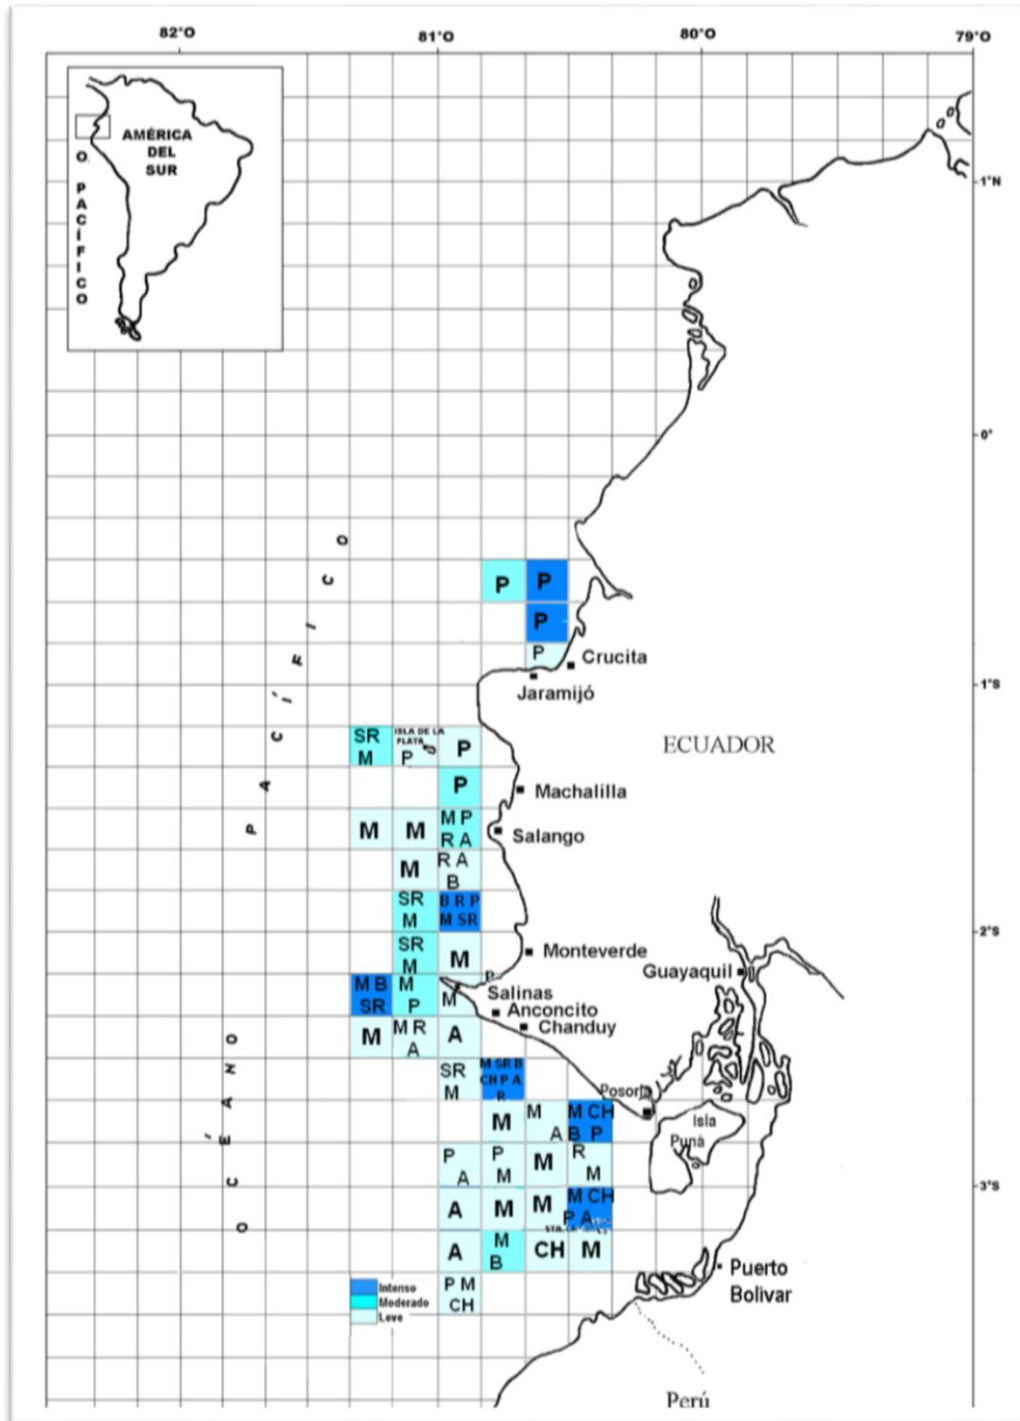 82°O 81°O 80°O 79°O
AMÉRICA
DEL
SUR
O. PACÍFICO
1°N
0°
OCÉANO PACÍFICO
P P
P
P
Crucita
Jaramijó
1°S
ECUADOR
SR
M
ISLA DE LA
PLATA
P
P
P
Machalilla
M M
M P
R A
Salango
M
R A
B
SR
M
B R P
M SR
2°S
SR
M
M
Monteverde
P
Guayaquil
M B
SR
M
P
M
Salinas
Anconcito
Chanduy
M
M R
A
A
SR
M
M SR B
CH P A
R
Posorja
M
M
A
M CH
B P
Isla
Puná
P
A
P
M
M
R
M
3°S
A M M
M CH
P A
A
M
B
CH M
Puerto
Bolivar
P M
CH
Intenso
Moderado
Leve
Perú